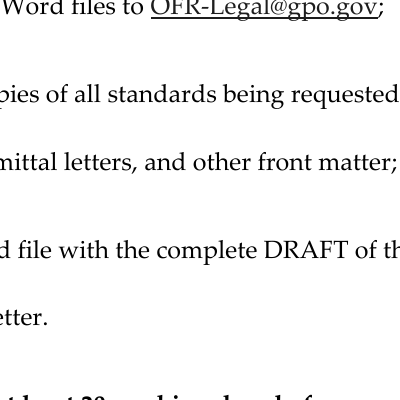 Word files to OFR-Legal@gpo.gov;
pies of all standards being requested
mittal letters, and other front matter;
d file with the complete DRAFT of th
etter.